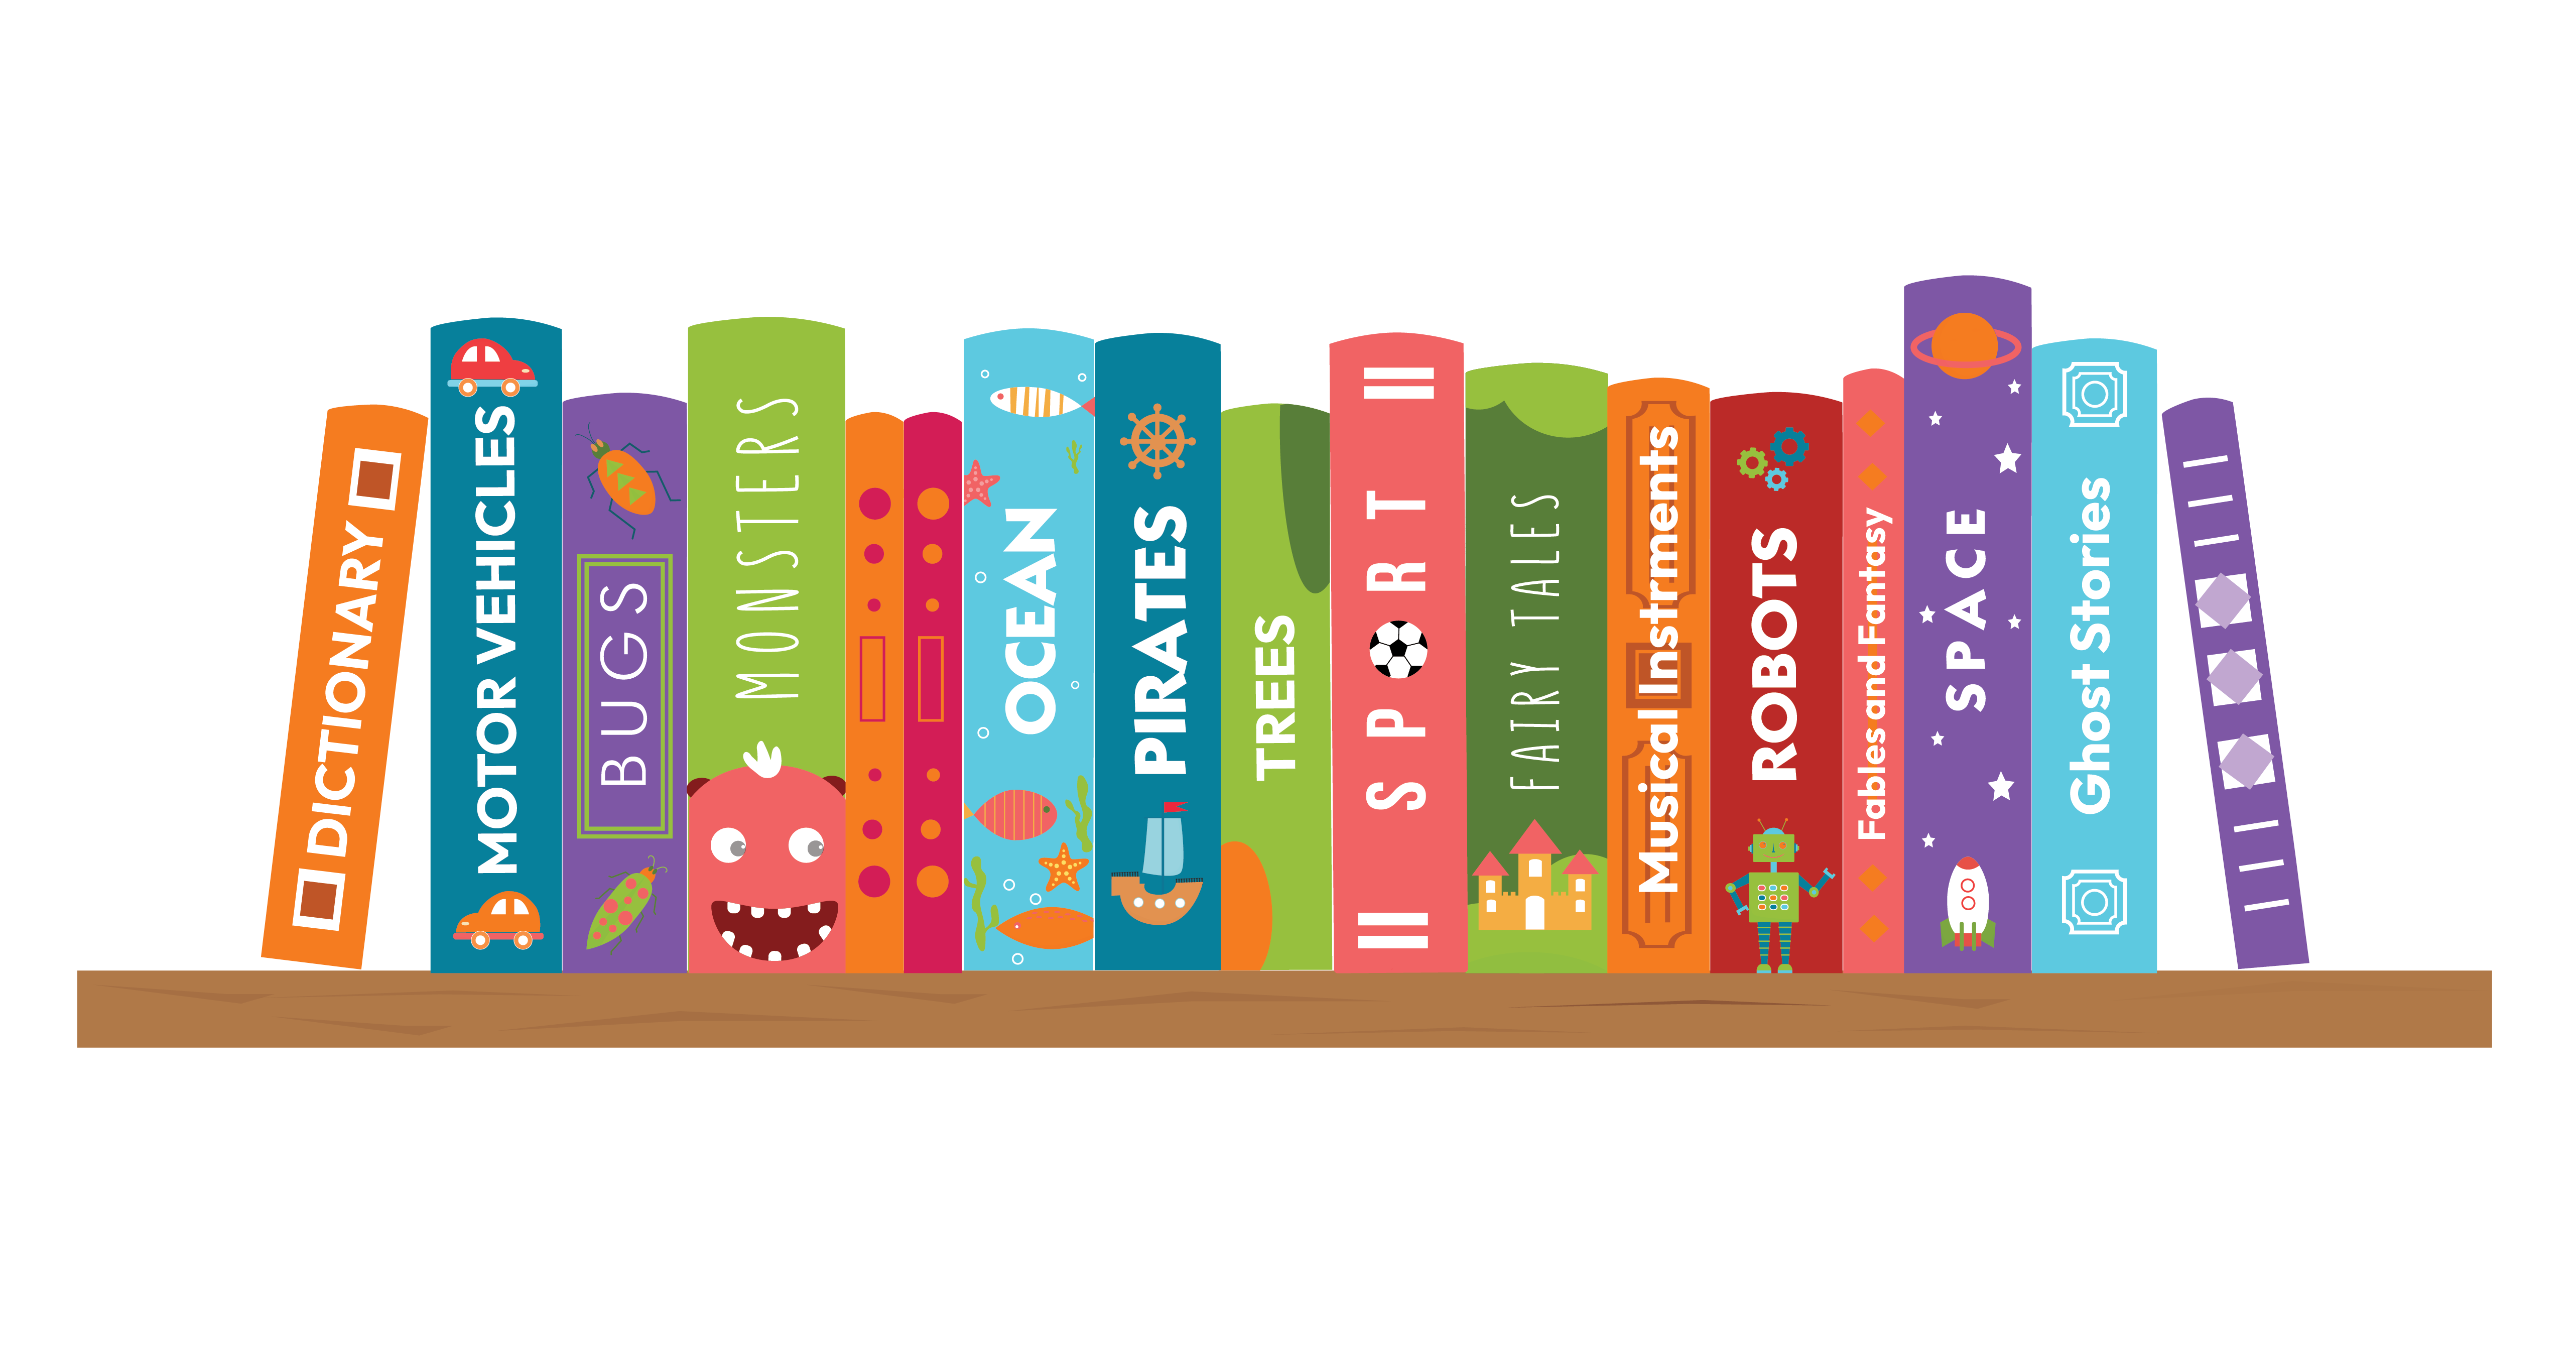 DICTIONARY
MOTOR VEHICLES
BUGS
MONSTERS
OCEAN
PIRATES
TREES
SPRT
FAIRY TALES
Musical Instrments
ROBOTS
Fables and Fantasy
SPACE
Ghost Stories